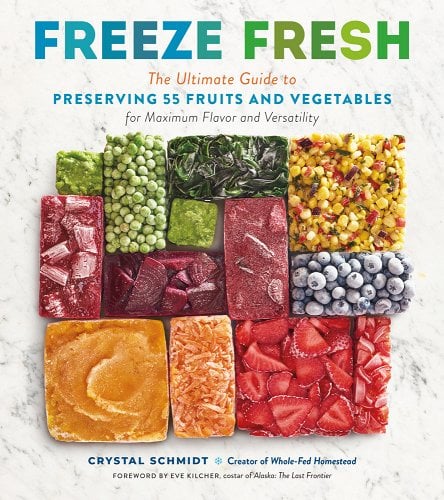 FREEZE FRESH
The Ultimate Guide to
PRESERVING 55 FRUITS AND VEGETABLES
for Maximum Flavor and Versatility
CRYSTAL SCHMIDT * Creator of Whole-Fed Homestead
FOREWORD BY EVE KILCHER, costar of Alaska: The Last Frontier